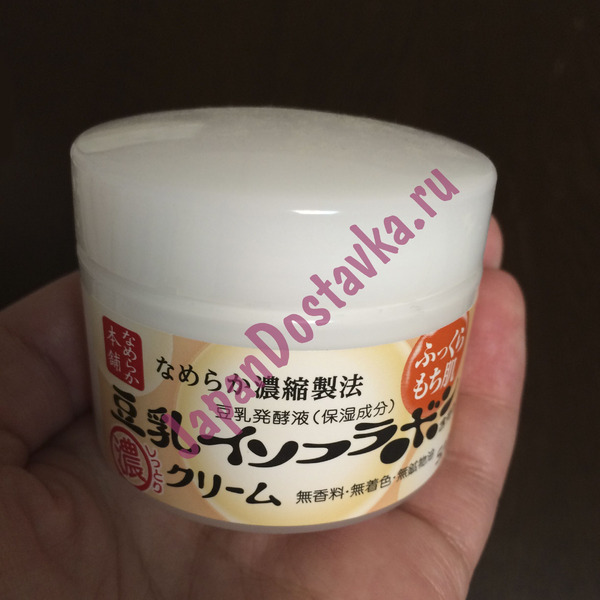 なめらか
本舗
なめらか濃縮製法
豆乳発酵液(保湿成分)
豆乳イソフラボン
濃
しっとり
クリーム
無香料・無着色・無鉱物油
ふっくら
もち肌
JapanDostavka.ru